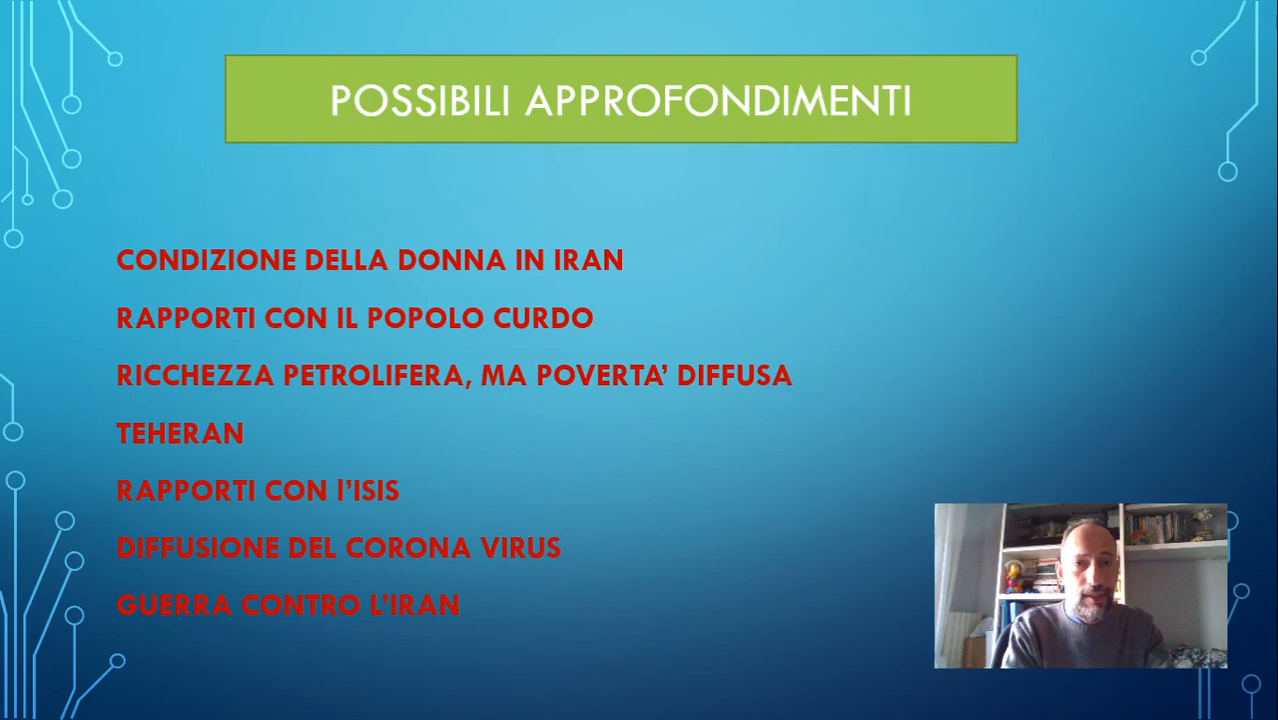 POSSIBILI APPROFONDIMENTI
CONDIZIONE DELLA DONNA IN IRAN
RAPPORTI CON IL POPOLO CURDO
RICCHEZZA PETROLIFERA, MA POVERTA’ DIFFUSA
TEHERAN
RAPPORTI CON l’ISIS
DIFFUSIONE DEL CORONA VIRUS
GUERRA CONTRO L’IRAN